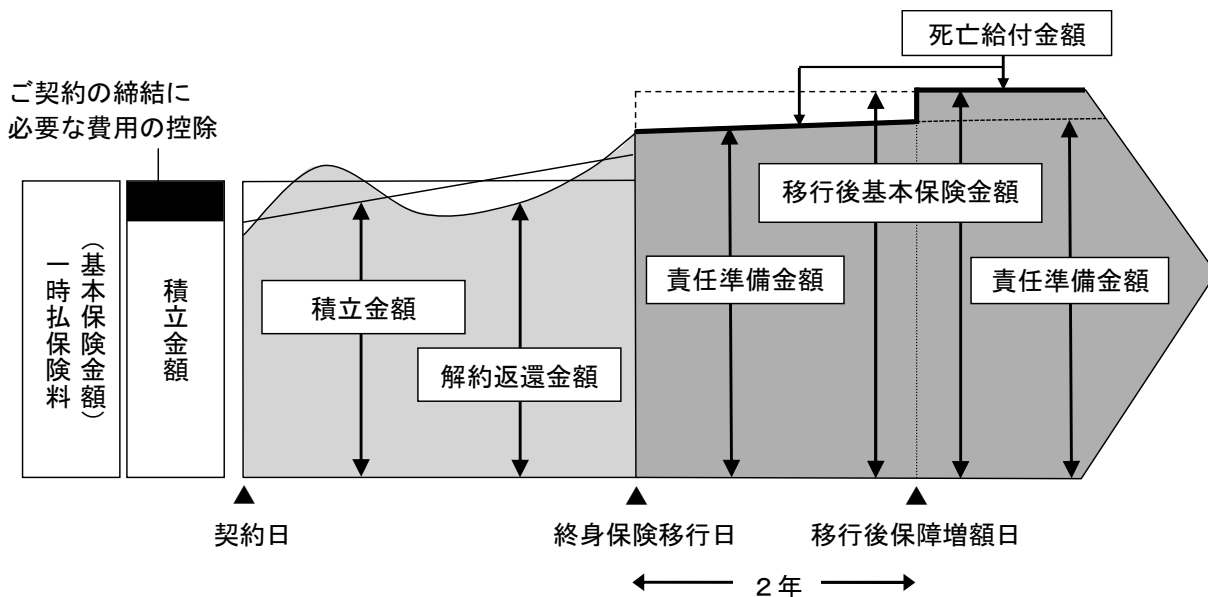 死亡給付金額
ご契約の締結に
必要な費用の控除
一時払保険料
(基本保険金額)
積立金額
積立金額
解約返還金額
責任準備金額
移行後基本保険金額
責任準備金額
契約日
終身保険移行日
移行後保障増額日
2年